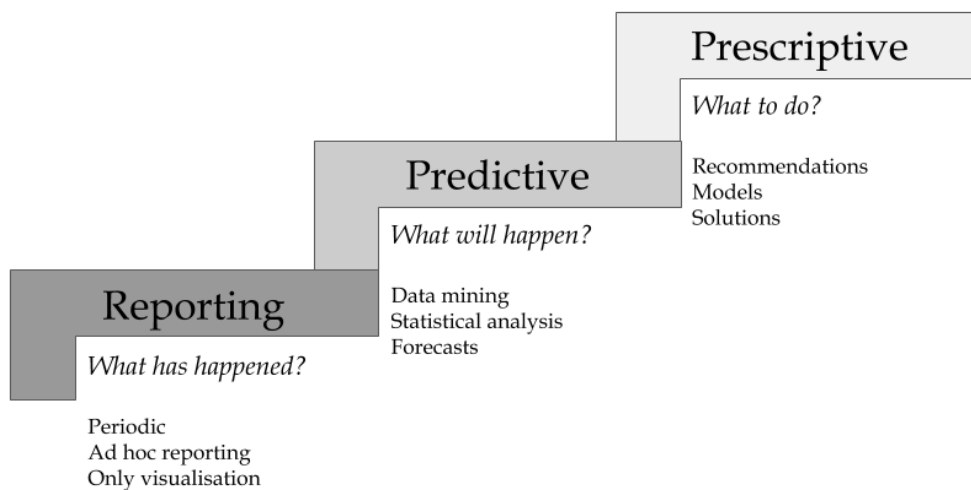 Prescriptive
What to do?
Recommendations
Models
Solutions
Predictive
What will happen?
Data mining
Statistical analysis
Forecasts
Reporting
What has happened?
Periodic
Ad hoc reporting
Only visualisation